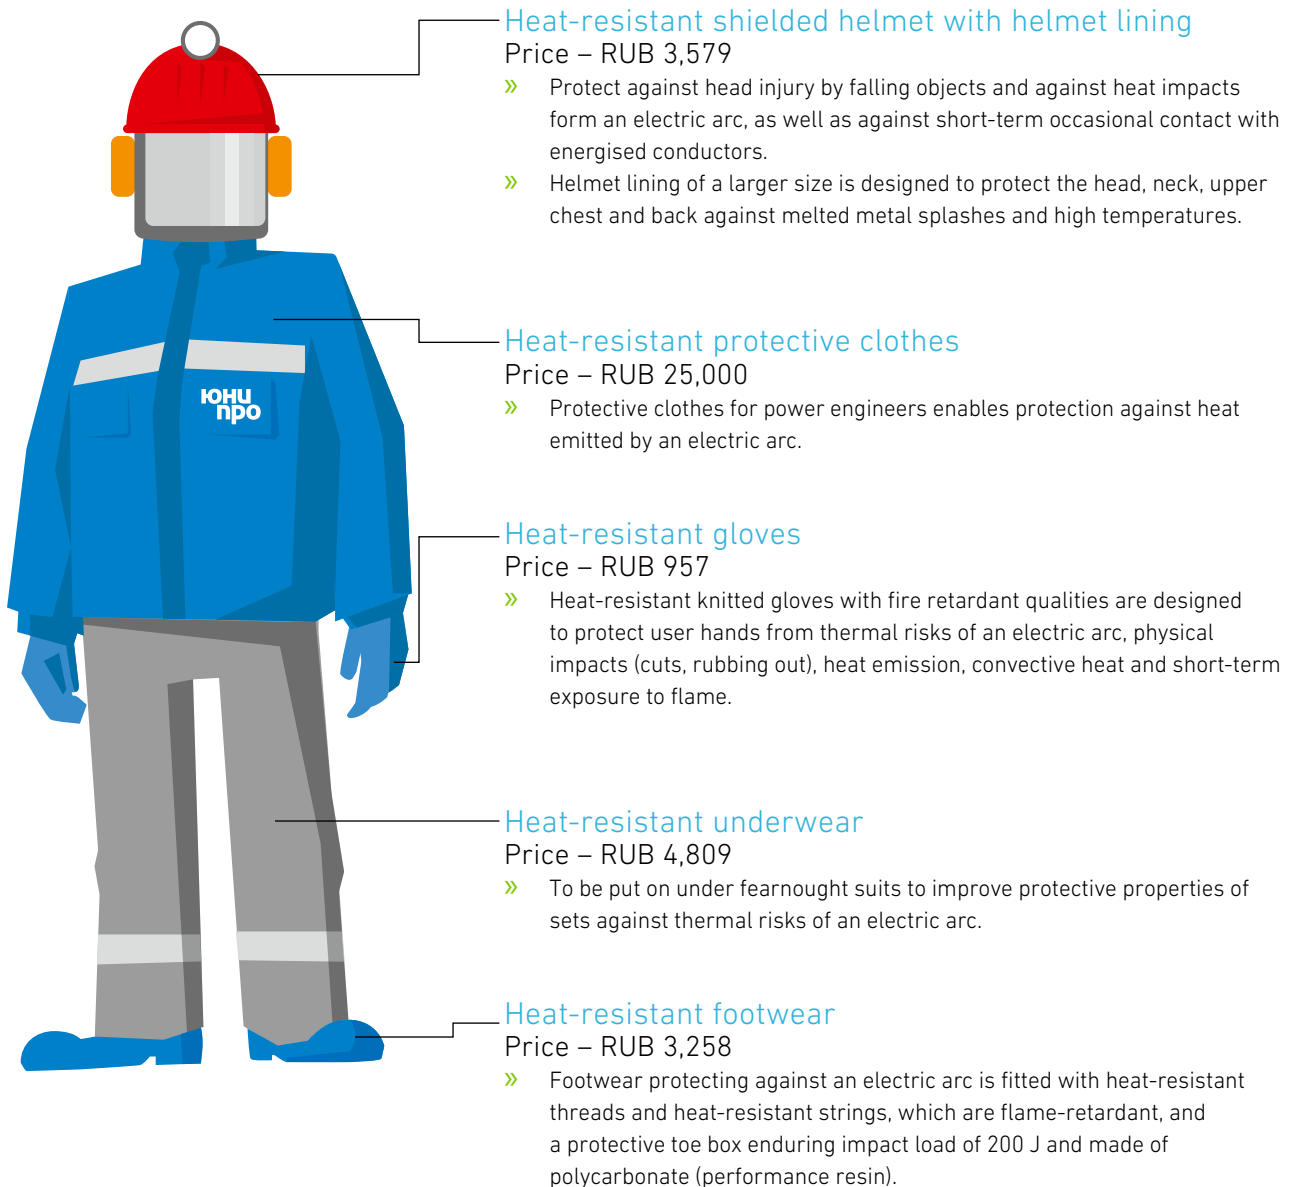 Heat-resistant shielded helmet with helmet lining
Price – RUB 3,579
» Protect against head injury by falling objects and against heat impacts
form an electric arc, as well as against short-term occasional contact with
energised conductors.
» Helmet lining of a larger size is designed to protect the head, neck, upper
chest and back against melted metal splashes and high temperatures.
Heat-resistant protective clothes
Price – RUB 25,000
» Protective clothes for power engineers enables protection against heat
emitted by an electric arc.
юни
про
Heat-resistant gloves
Price – RUB 957
» Heat-resistant knitted gloves with fire retardant qualities are designed
to protect user hands from thermal risks of an electric arc, physical
impacts (cuts, rubbing out), heat emission, convective heat and short-term
exposure to flame.
Heat-resistant underwear
Price – RUB 4,809
» To be put on under fearnought suits to improve protective properties of
sets against thermal risks of an electric arc.
Heat-resistant footwear
Price – RUB 3,258
» Footwear protecting against an electric arc is fitted with heat-resistant
threads and heat-resistant strings, which are flame-retardant, and
a protective toe box enduring impact load of 200 J and made of
polycarbonate (performance resin).